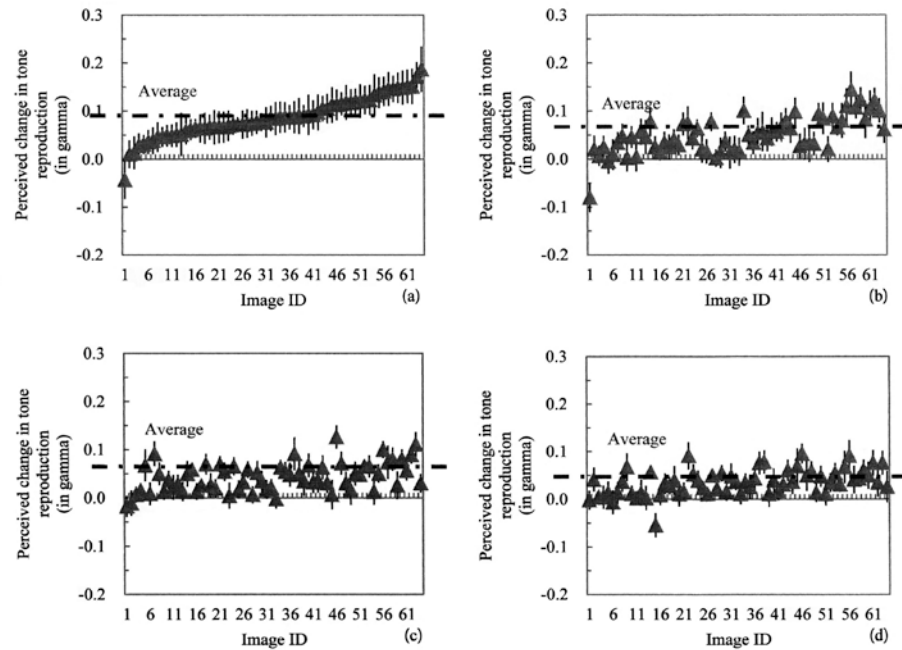 Perceived change in tone
reproduction
(in gamma)
0.3
0.2
0.1
0.0
-0.1
-0.2
Average
1 6 11 16 21 26 31 36 41 46 51 56 61
Image ID
(a)
Perceived change in tone
reproduction
(in gamma)
0.3
0.2
0.1
0.0
-0.1
-0.2
Average
1 6 11 16 21 26 31 36 41 46 51 56 61
Image ID
(b)
Perceived change in tone
reproduction
(in gamma)
0.3
0.2
0.1
0.0
-0.1
-0.2
Average
1 6 11 16 21 26 31 36 41 46 51 56 61
Image ID
(c)
Perceived change in tone
reproduction
(in gamma)
0.3
0.2
0.1
0.0
-0.1
-0.2
Average
1 6 11 16 21 26 31 36 41 46 51 56 61
Image ID
(d)